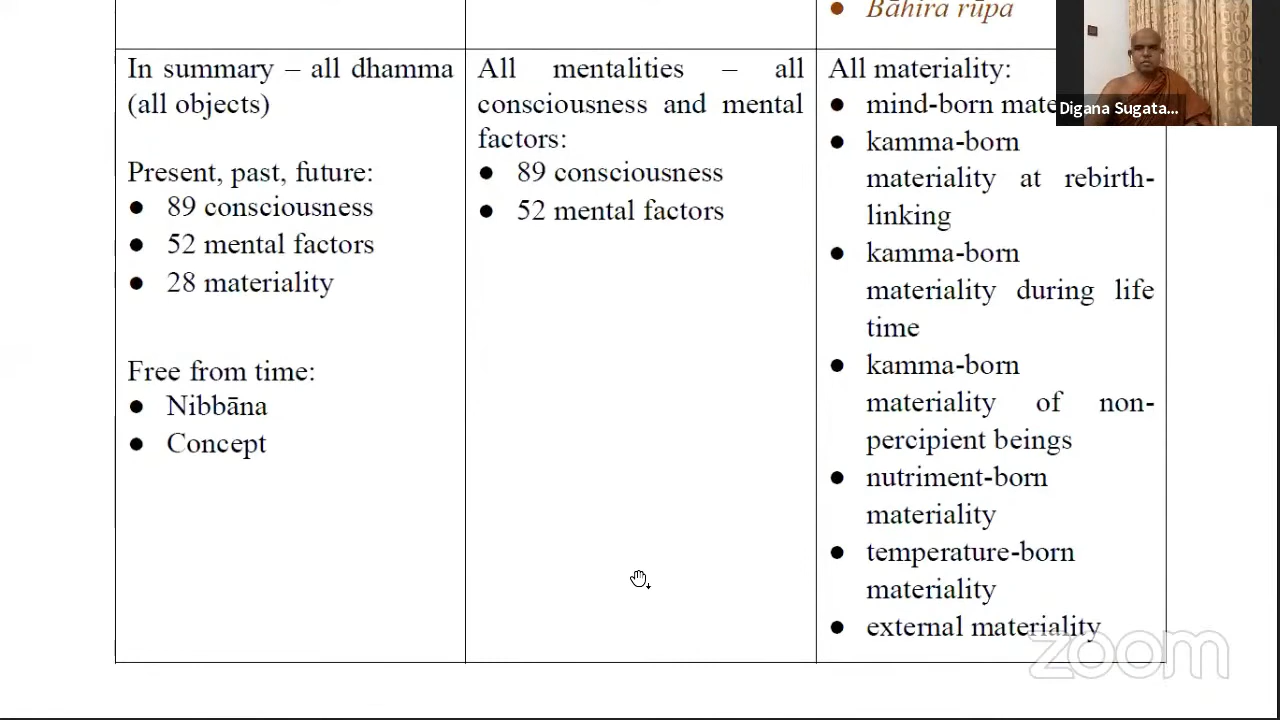 Bāhira rūpa
In summary – all dhamma
(all objects)
Present, past, future:
● 89 consciousness
● 52 mental factors
● 28 materiality
Free from time:
● Nibbāna
● Concept
All mentalities – all
consciousness and mental
factors:
● 89 consciousness
● 52 mental factors
All materiality:
● mind-born mate
● kamma-born
materiality at rebirth-
linking
● kamma-born
materiality during life
time
● kamma-born
materiality of non-
percipient beings
● nutriment-born
materiality
● temperature-born
materiality
● external materiality
Digana Sugata...
zoom